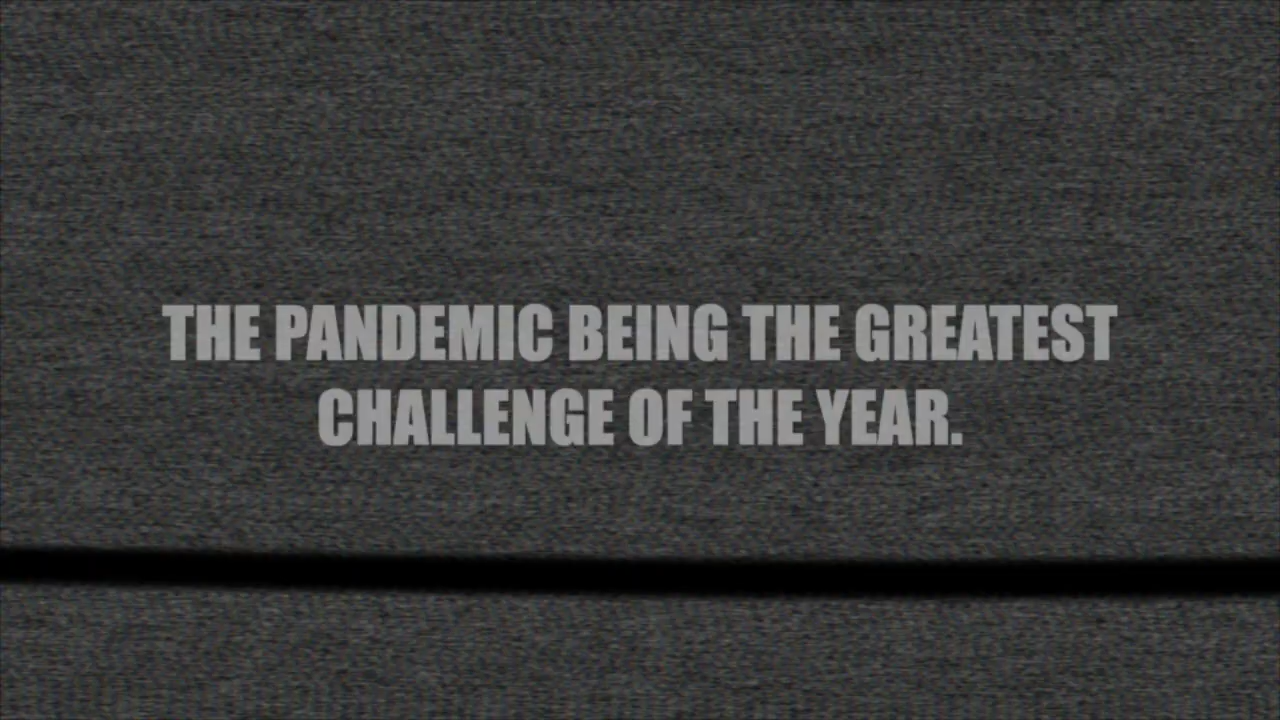 THE PANDEMIC BEING THE GREATEST
CHALLENGE OF THE YEAR.